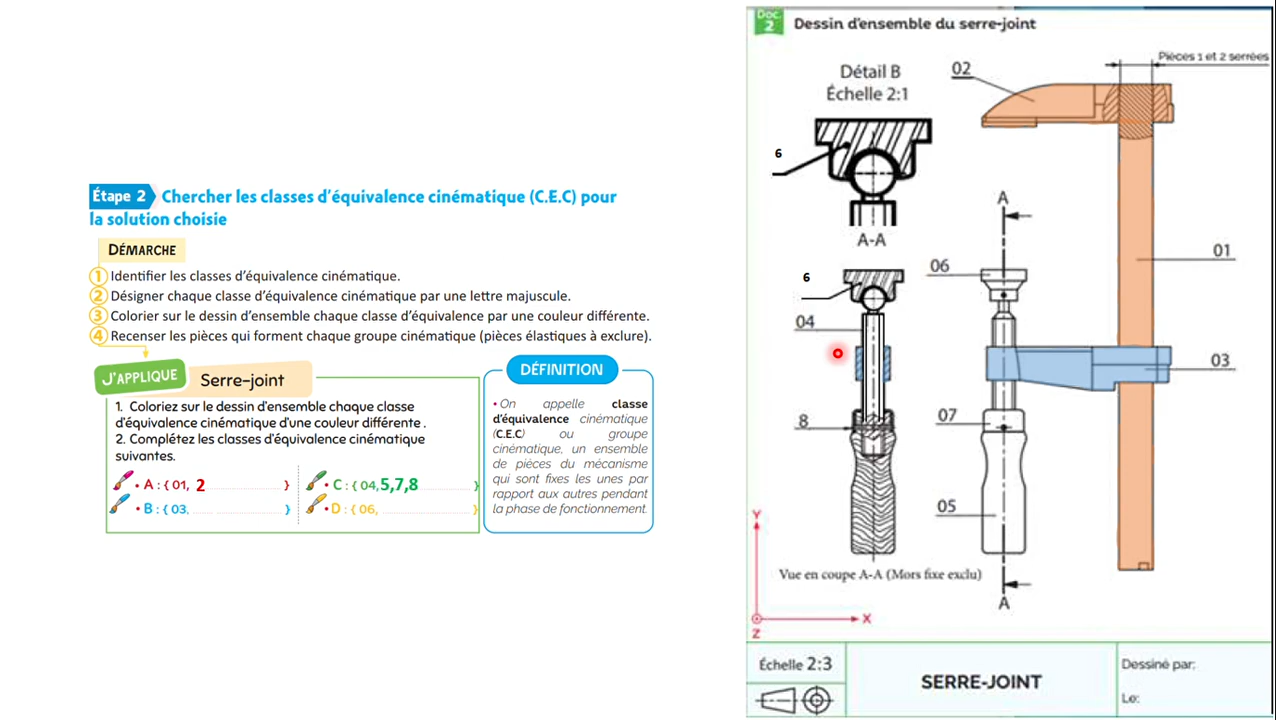 Étape 2 Chercher les classes d'équivalence cinématique (C.E.C) pour
la solution choisie
DÉMARCHE
1 Identifier les classes d'équivalence cinématique.
2 Désigner chaque classe d'équivalence cinématique par une lettre majuscule.
3 Colorier sur le dessin d'ensemble chaque classe d'équivalence par une couleur différente.
4 Recenser les pièces qui forment chaque groupe cinématique (pièces élastiques à exclure).
J'APPLIQUE
Serre-joint
1. Coloriez sur le dessin d'ensemble chaque classe
d'équivalence cinématique d'une couleur différente .
2. Complétez les classes d'équivalence cinématique
suivantes.
• A : { 01, 2 }
• B : { 03, }
• C : { 04,5,7,8 }
• D : { 06, }
DÉFINITION
• On appelle classe
d'équivalence cinématique
(C.E.C) ou groupe
cinématique, un ensemble
de pièces du mécanisme
qui sont fixes les unes par
rapport aux autres pendant
la phase de fonctionnement.
Doc. 2 Dessin d'ensemble du serre-joint
Pièces 1 et 2 serrées
Détail B
Échelle 2:1
02
6
A-A
A
01
06
6
04
03
8
07
05
Y
Vue en coupe A-A (Mors fixe exclu)
A
X
Z
Échelle 2:3
SERRE-JOINT
Dessiné par:
Le: